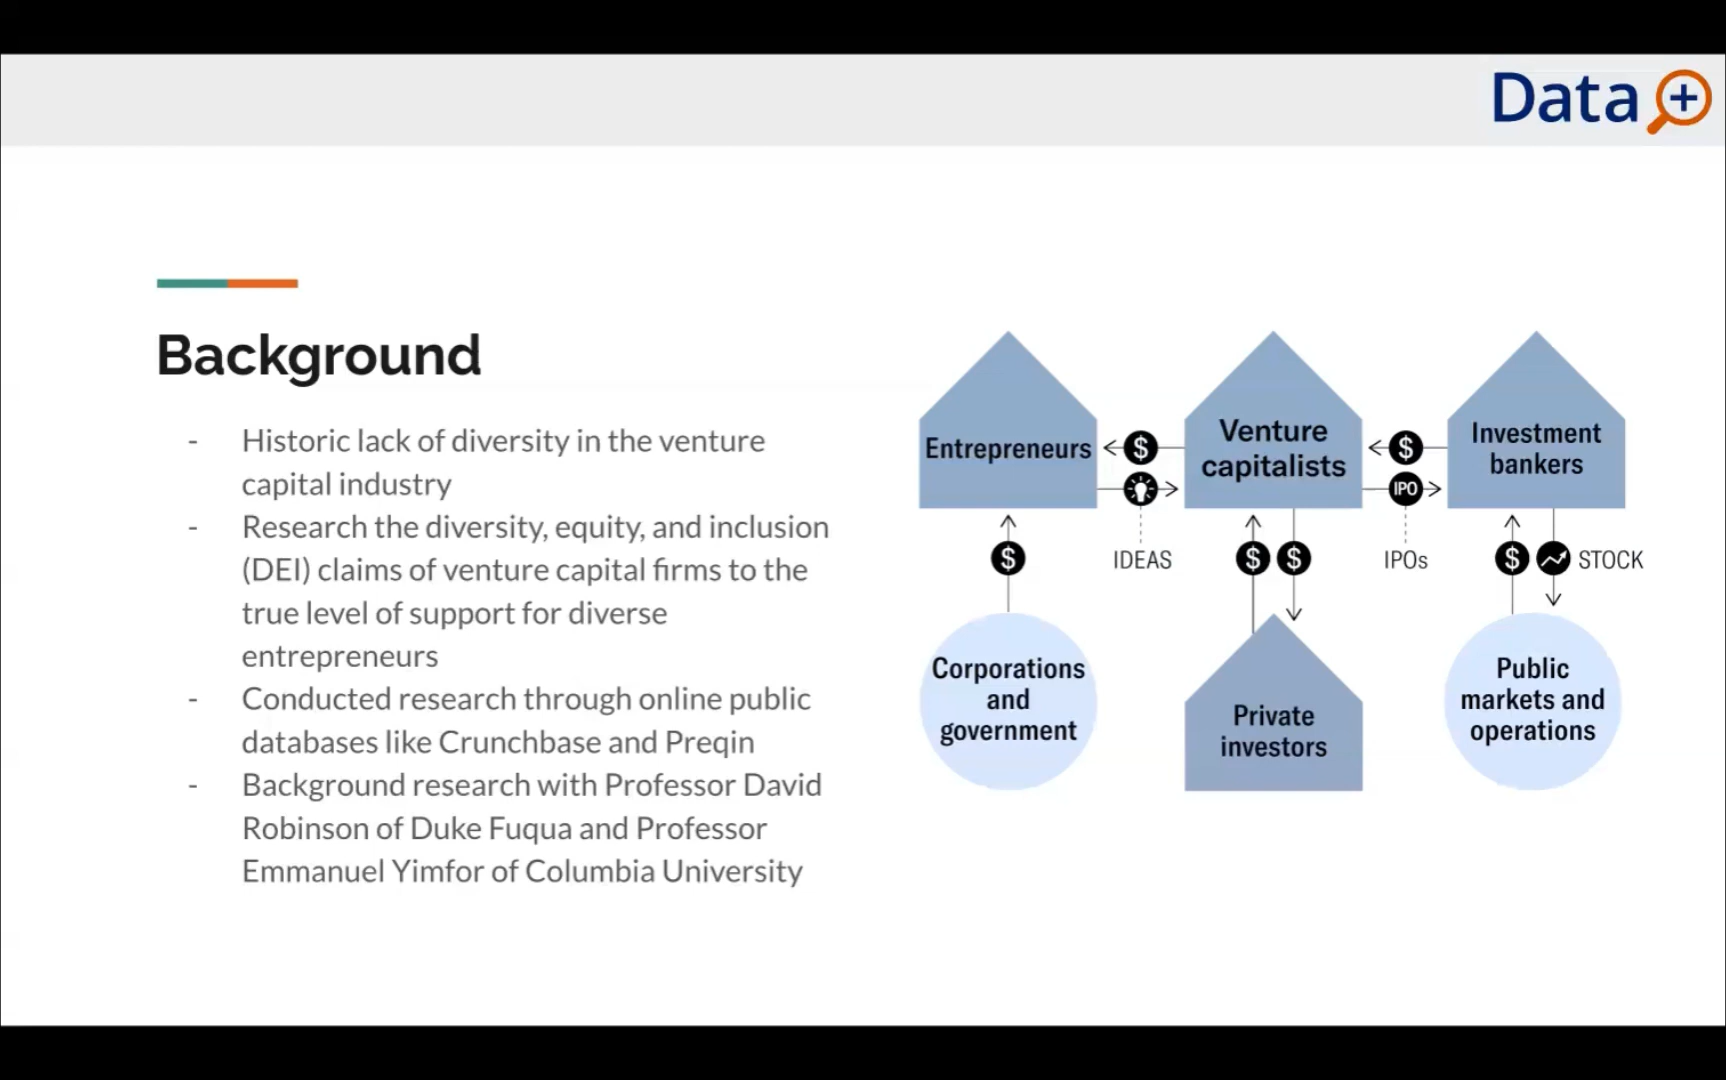 Data+
Background
- Historic lack of diversity in the venture
capital industry
- Research the diversity, equity, and inclusion
(DEI) claims of venture capital firms to the
true level of support for diverse
entrepreneurs
- Conducted research through online public
databases like Crunchbase and Preqin
- Background research with Professor David
Robinson of Duke Fuqua and Professor
Emmanuel Yimfor of Columbia University
Entrepreneurs
$
Venture
capitalists
$
IPO
Investment
bankers
$
IDEAS
$ $
IPOs
$
STOCK
Corporations
and
government
Private
investors
Public
markets and
operations